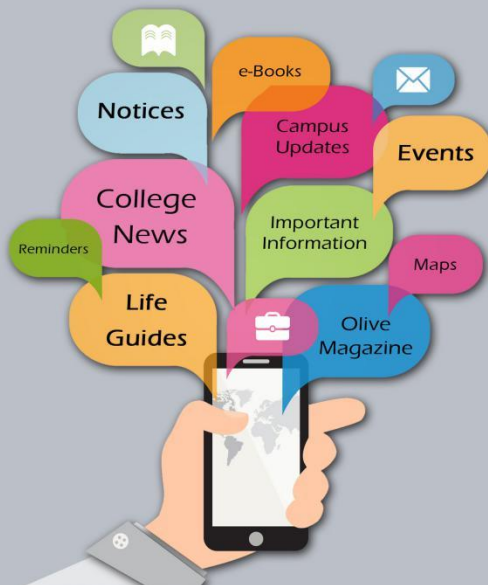 e-Books
Notices
Campus
Updates
Events
College
News
Important
Information
Reminders
Maps
Life
Guides
Olive
Magazine